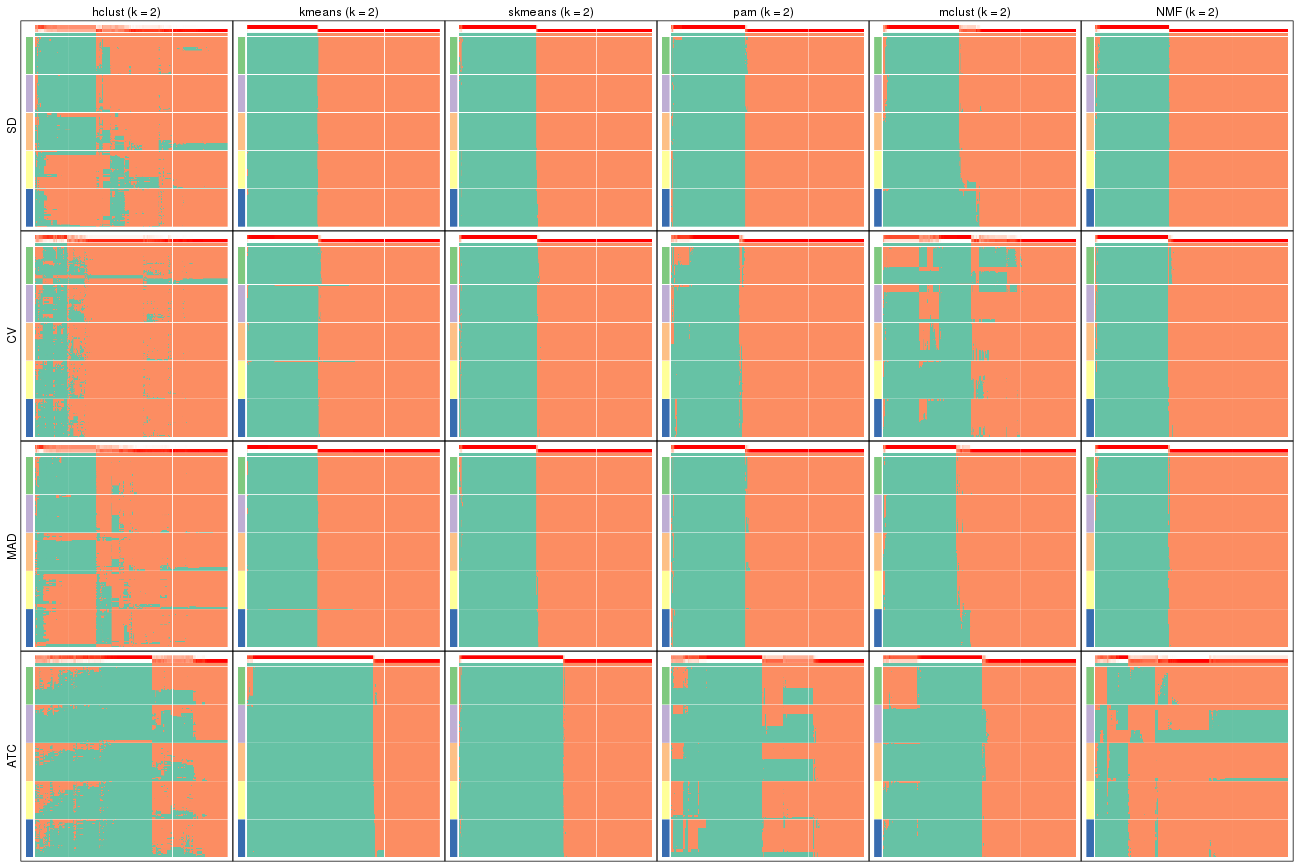 hclust (k = 2)
kmeans (k = 2)
skmeans (k = 2)
pam (k = 2)
mclust (k = 2)
NMF (k = 2)
SD
CV
MAD
ATC